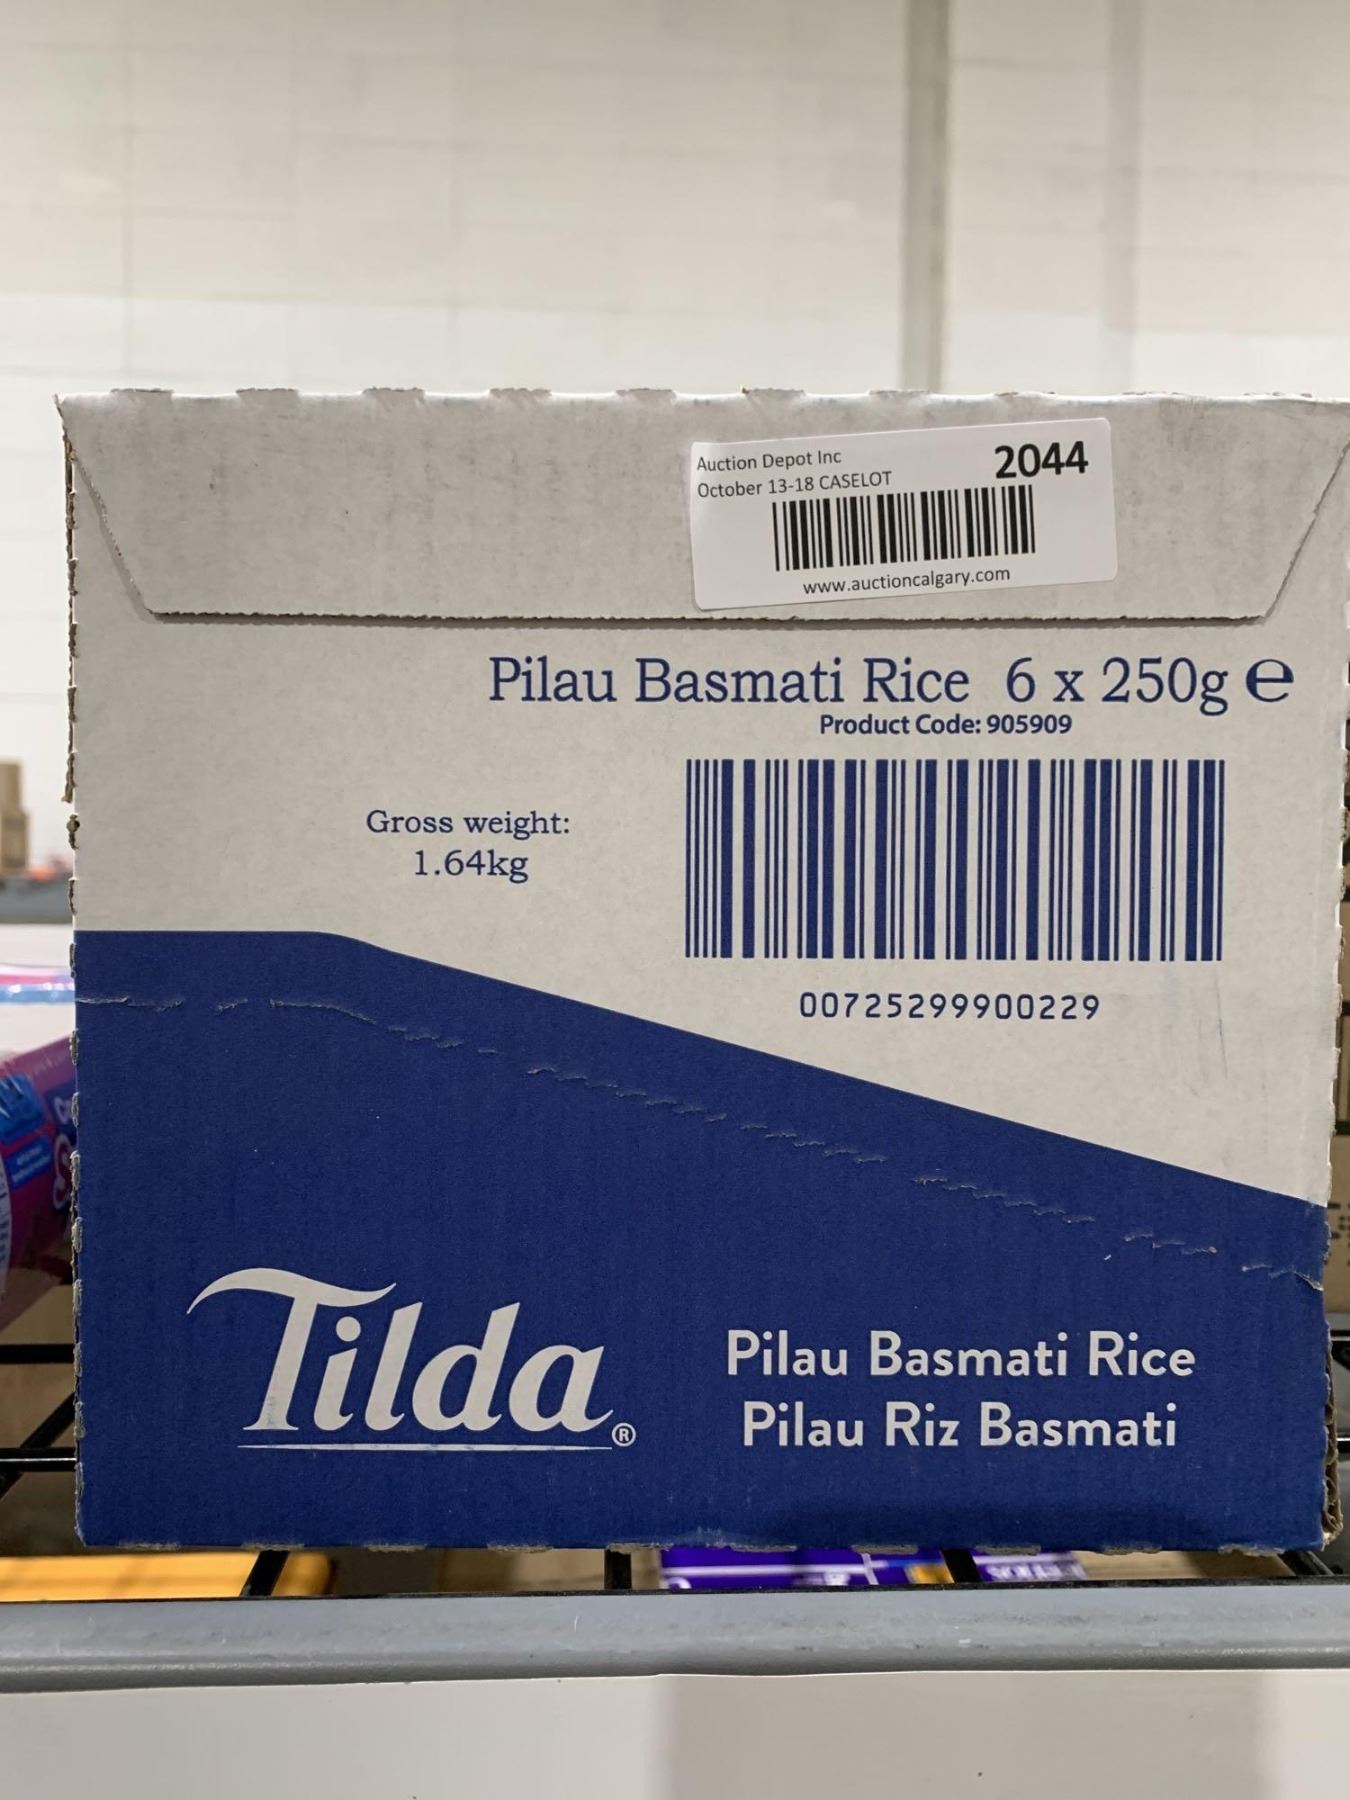 Auction Depot Inc
2044
October 13-18 CASELOT
www.auctioncalgary.com
Pilau Basmati Rice 6 x 250g ℮
Product Code: 905909
Gross weight:
1.64kg
00725299900229
Tilda®
Pilau Basmati Rice
Pilau Riz Basmati